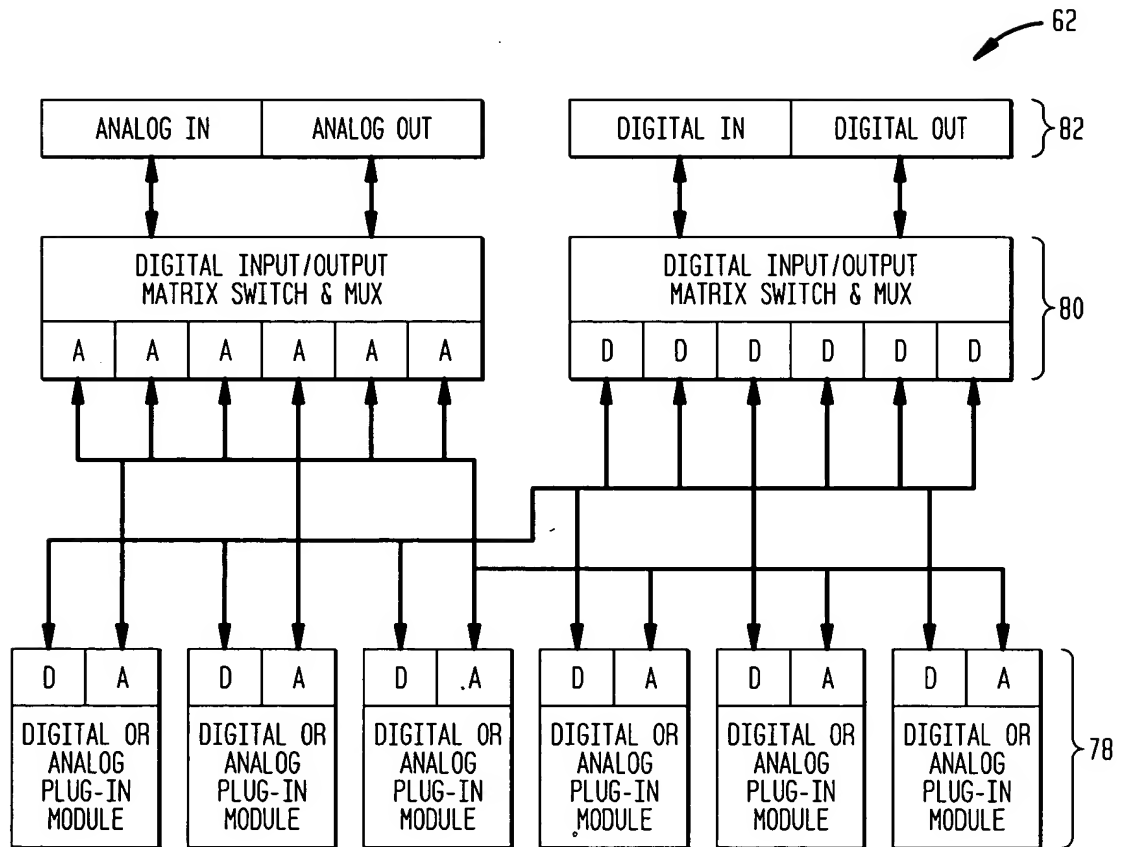 62
ANALOG IN ANALOG OUT DIGITAL IN DIGITAL OUT 82
DIGITAL INPUT/OUTPUT
MATRIX SWITCH & MUX
A A A A A A
DIGITAL INPUT/OUTPUT
MATRIX SWITCH & MUX
D D D D D D
80
D A
DIGITAL OR
ANALOG
PLUG-IN
MODULE
D A
DIGITAL OR
ANALOG
PLUG-IN
MODULE
D A
DIGITAL OR
ANALOG
PLUG-IN
MODULE
D A
DIGITAL OR
ANALOG
PLUG-IN
MODULE
D A
DIGITAL OR
ANALOG
PLUG-IN
MODULE
D A
DIGITAL OR
ANALOG
PLUG-IN
MODULE
78